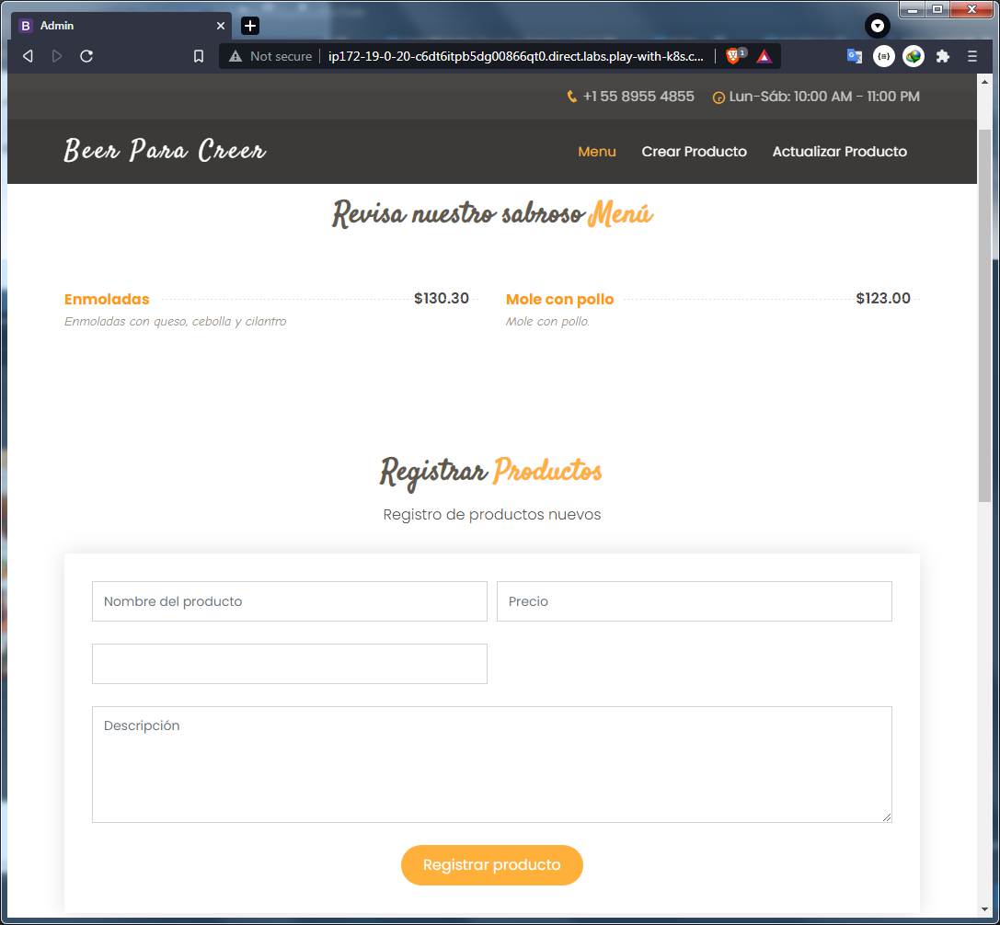 Admin
Not secure
ip172-19-0-20-c6dt6itpb5dg00866qt0.direct.labs.play-with-k8s.c...
1
+1 55 8955 4855 Lun-Sáb: 10:00 AM - 11:00 PM
Beer Para Creer
Menu Crear Producto Actualizar Producto
Revisa nuestro sabroso Menú
Enmoladas $130.30
Enmoladas con queso, cebolla y cilantro
Mole con pollo $123.00
Mole con pollo.
Registrar Productos
Registro de productos nuevos
Nombre del producto
Precio
Descripción
Registrar producto